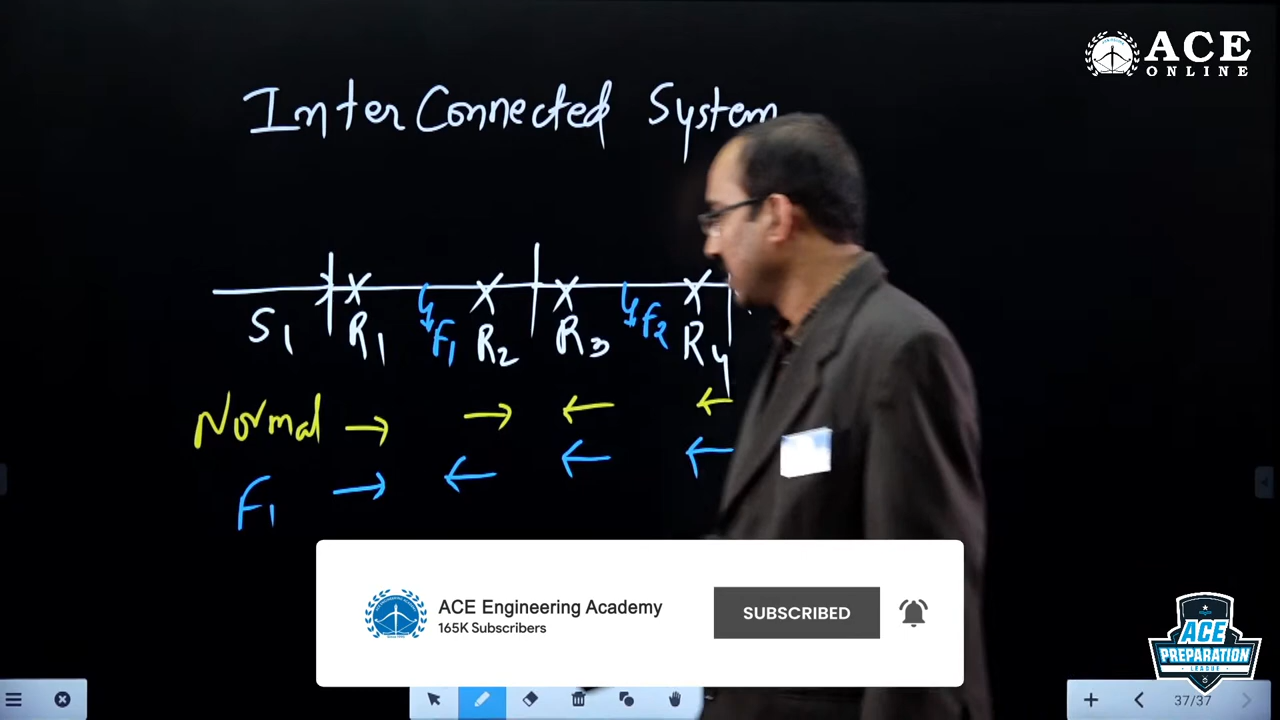 ACE
ONLINE
InterConnected System
S1 R1 F1 R2 R3 F2 R4
Normal → → ← ←
F1 → ← ← ←
ACE Engineering Academy
165K Subscribers
SUBSCRIBED
ACE
PREPARATION
LEAGUE
37/37